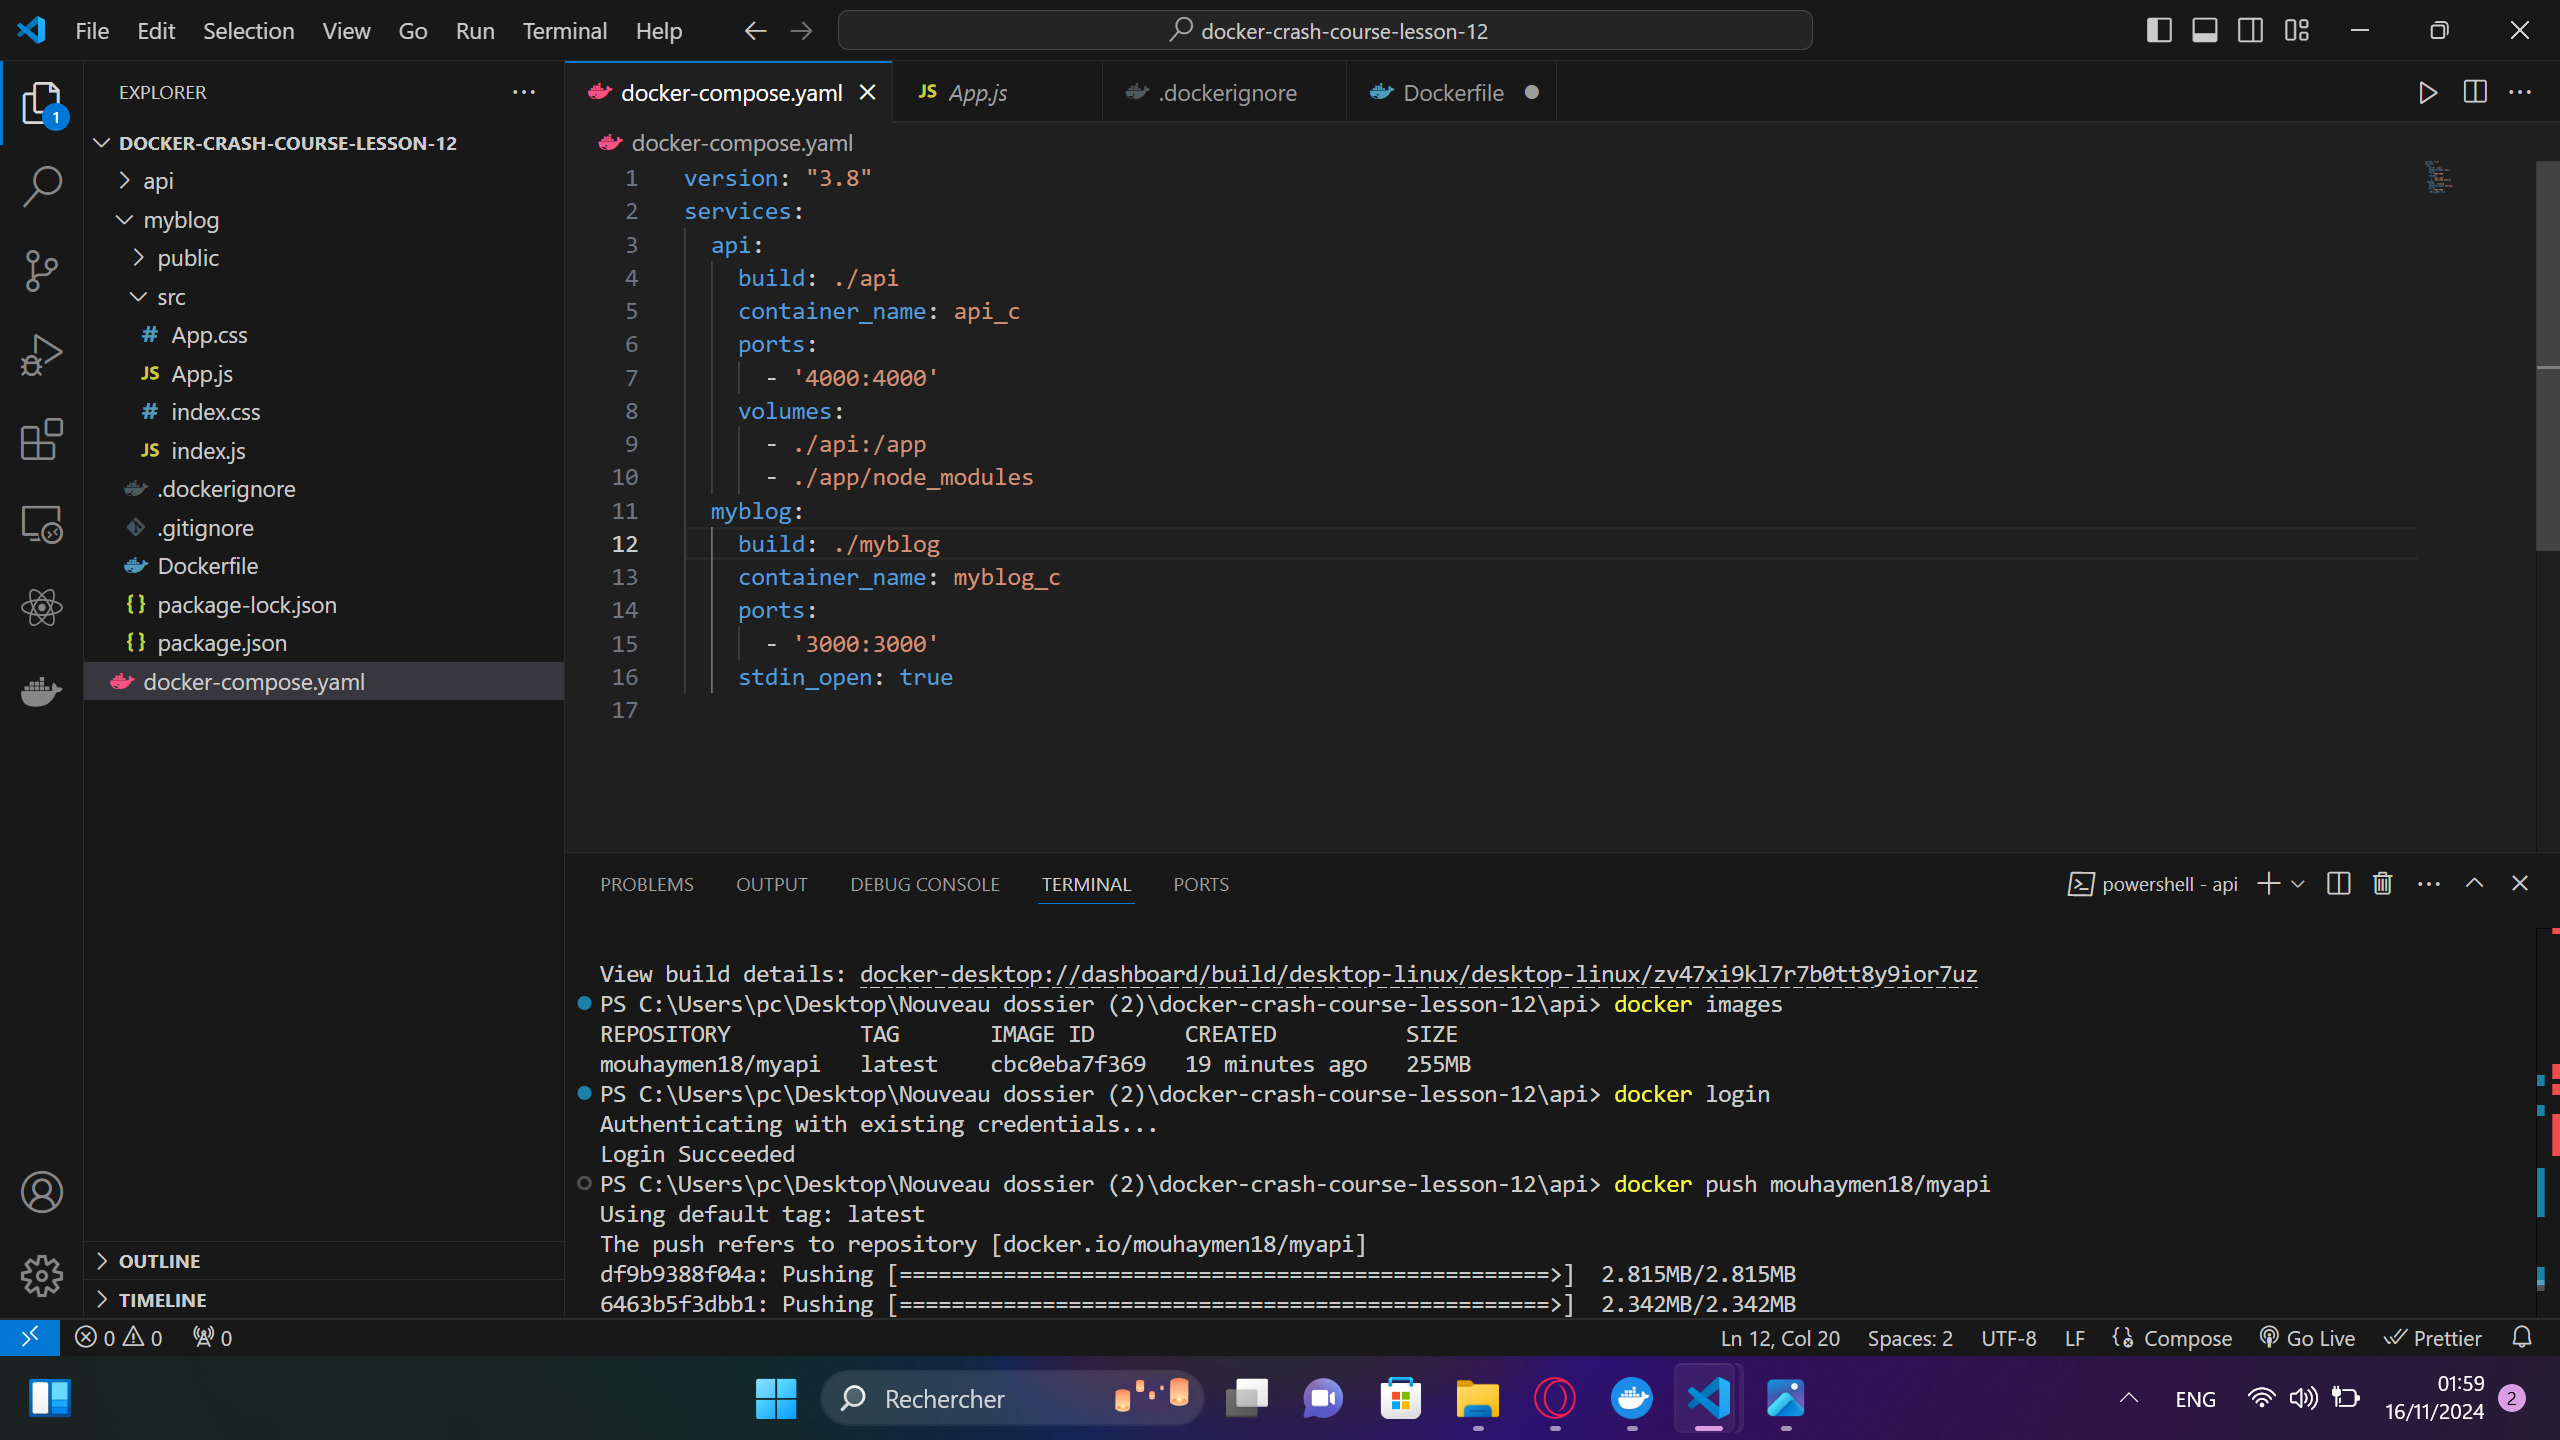 File Edit Selection View Go Run Terminal Help
docker-crash-course-lesson-12
1
EXPLORER
DOCKER-CRASH-COURSE-LESSON-12
api
myblog
public
src
# App.css
JS App.js
# index.css
JS index.js
.dockerignore
.gitignore
Dockerfile
{} package-lock.json
{} package.json
docker-compose.yaml
OUTLINE
TIMELINE
docker-compose.yaml
JS App.js
.dockerignore
Dockerfile
docker-compose.yaml
1 version: "3.8"
2 services:
3 api:
4 build: ./api
5 container_name: api_c
6 ports:
7 - '4000:4000'
8 volumes:
9 - ./api:/app
10 - ./app/node_modules
11 myblog:
12 build: ./myblog
13 container_name: myblog_c
14 ports:
15 - '3000:3000'
16 stdin_open: true
17
PROBLEMS OUTPUT DEBUG CONSOLE TERMINAL PORTS
powershell - api
View build details: docker-desktop://dashboard/build/desktop-linux/desktop-linux/zv47xi9kl7r7b0tt8y9ior7uz
PS C:\Users\pc\Desktop\Nouveau dossier (2)\docker-crash-course-lesson-12\api> docker images
REPOSITORY TAG IMAGE ID CREATED SIZE
mouhaymen18/myapi latest cbc0eba7f369 19 minutes ago 255MB
PS C:\Users\pc\Desktop\Nouveau dossier (2)\docker-crash-course-lesson-12\api> docker login
Authenticating with existing credentials...
Login Succeeded
PS C:\Users\pc\Desktop\Nouveau dossier (2)\docker-crash-course-lesson-12\api> docker push mouhaymen18/myapi
Using default tag: latest
The push refers to repository [docker.io/mouhaymen18/myapi]
df9b9388f04a: Pushing [==================================================>] 2.815MB/2.815MB
6463b5f3dbb1: Pushing [==================================================>] 2.342MB/2.342MB
0 0 0
Ln 12, Col 20 Spaces: 2 UTF-8 LF Compose Go Live Prettier
Rechercher
ENG
01:59
16/11/2024
2